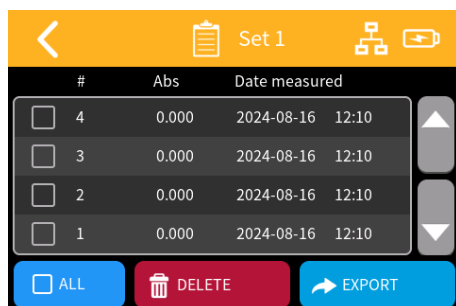 Set 1
# Abs Date measured
4 0.000 2024-08-16 12:10
3 0.000 2024-08-16 12:10
2 0.000 2024-08-16 12:10
1 0.000 2024-08-16 12:10
ALL DELETE EXPORT